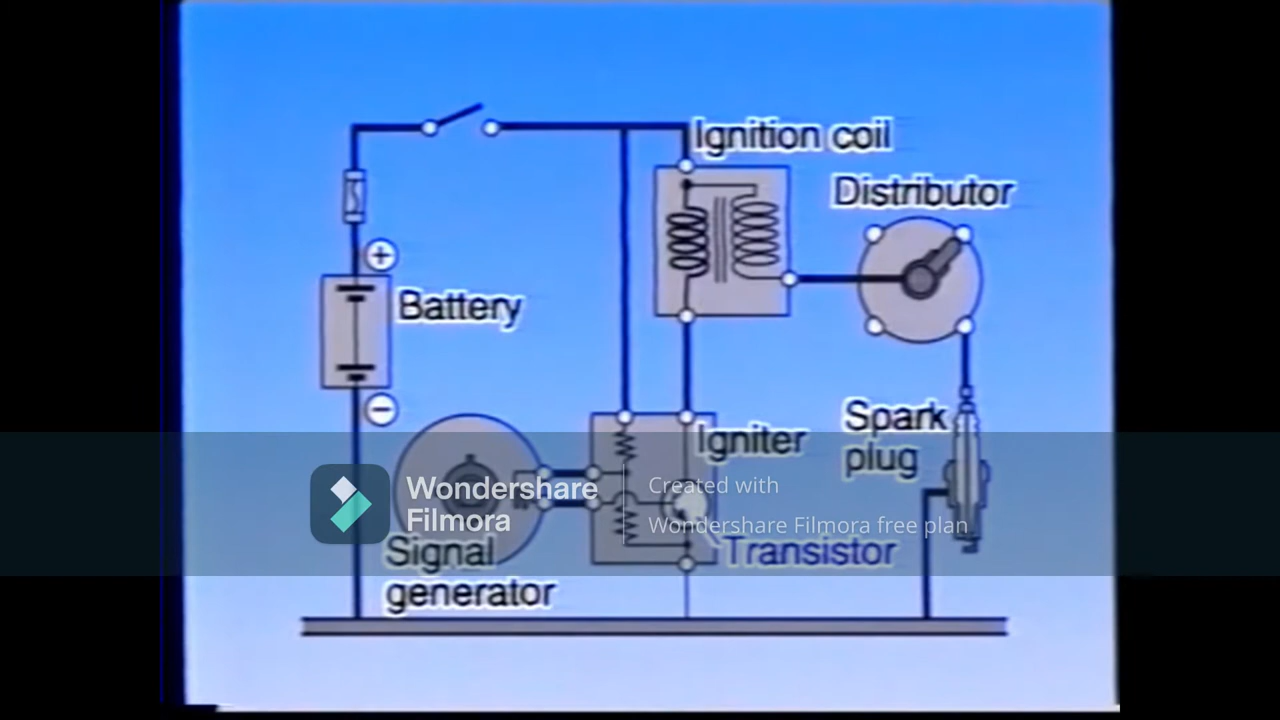 Ignition coil
Distributor
+
Battery
−
Spark
plug
Igniter
Wondershare
Filmora
Created with
Wondershare Filmora free plan
Transistor
Signal
generator